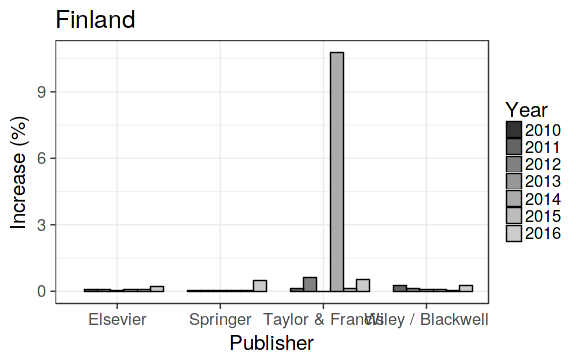 Finland
Increase (%)
9
6
3
0
Elsevier
Springer
Taylor & Francis
Wiley / Blackwell
Publisher
Year
2010
2011
2012
2013
2014
2015
2016